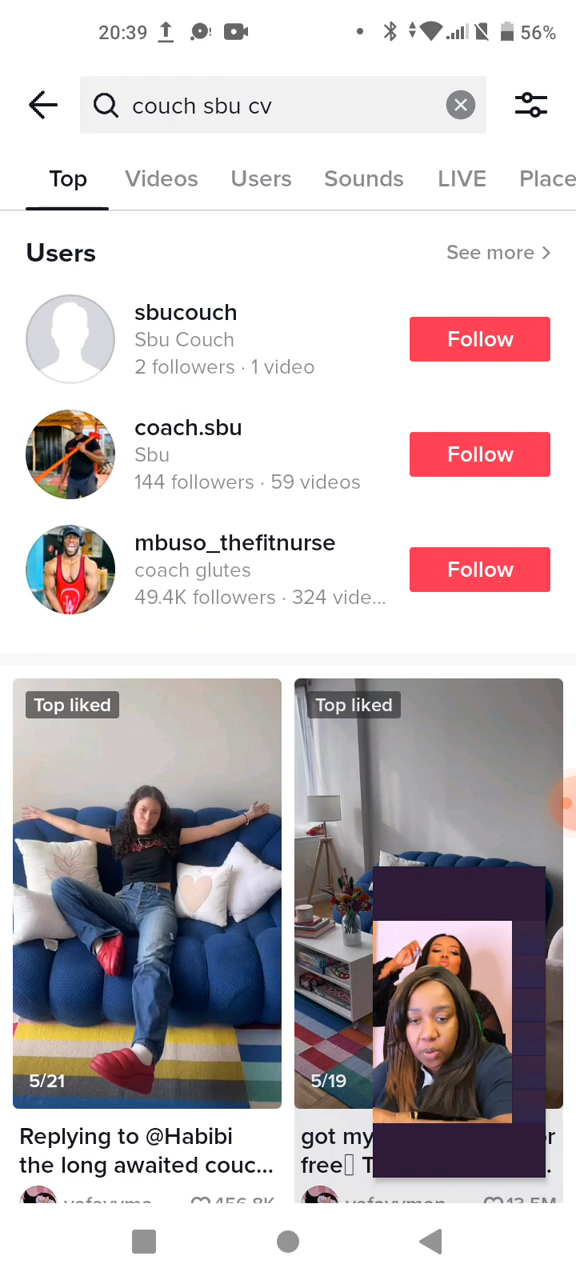 20:39
56%
couch sbu cv
Top Videos Users Sounds LIVE Place
Users
See more
sbucouch
Sbu Couch
2 followers · 1 video
Follow
coach.sbu
Sbu
144 followers · 59 videos
Follow
mbuso_thefitnurse
coach glutes
49.4K followers · 324 vide...
Follow
Top liked
5/21
Replying to @Habibi
the long awaited couc...
Top liked
5/19
got my
free